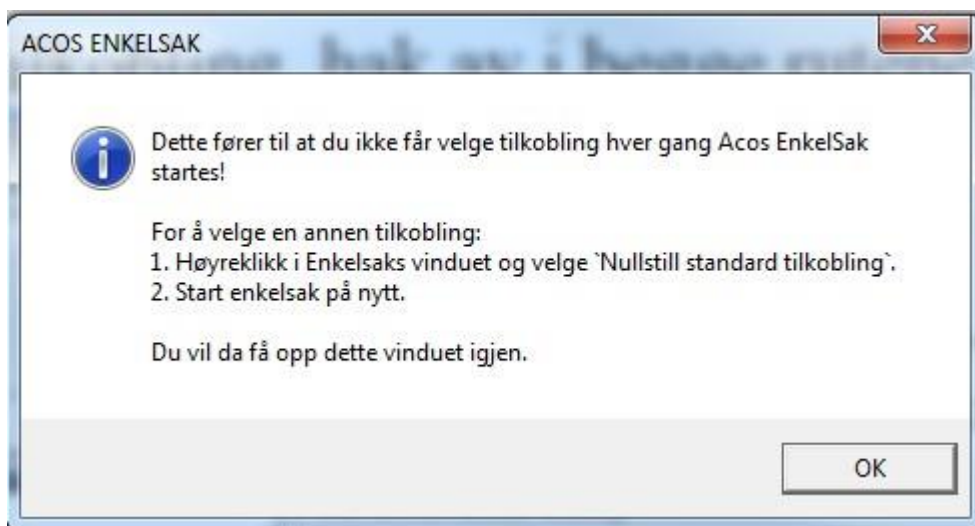 ACOS ENKELSAK
Dette fører til at du ikke får velge tilkobling hver gang Acos EnkelSak
startes!
For å velge en annen tilkobling:
1. Høyreklikk i Enkelsaks vinduet og velge `Nullstill standard tilkobling`.
2. Start enkelsak på nytt.
Du vil da få opp dette vinduet igjen.
OK